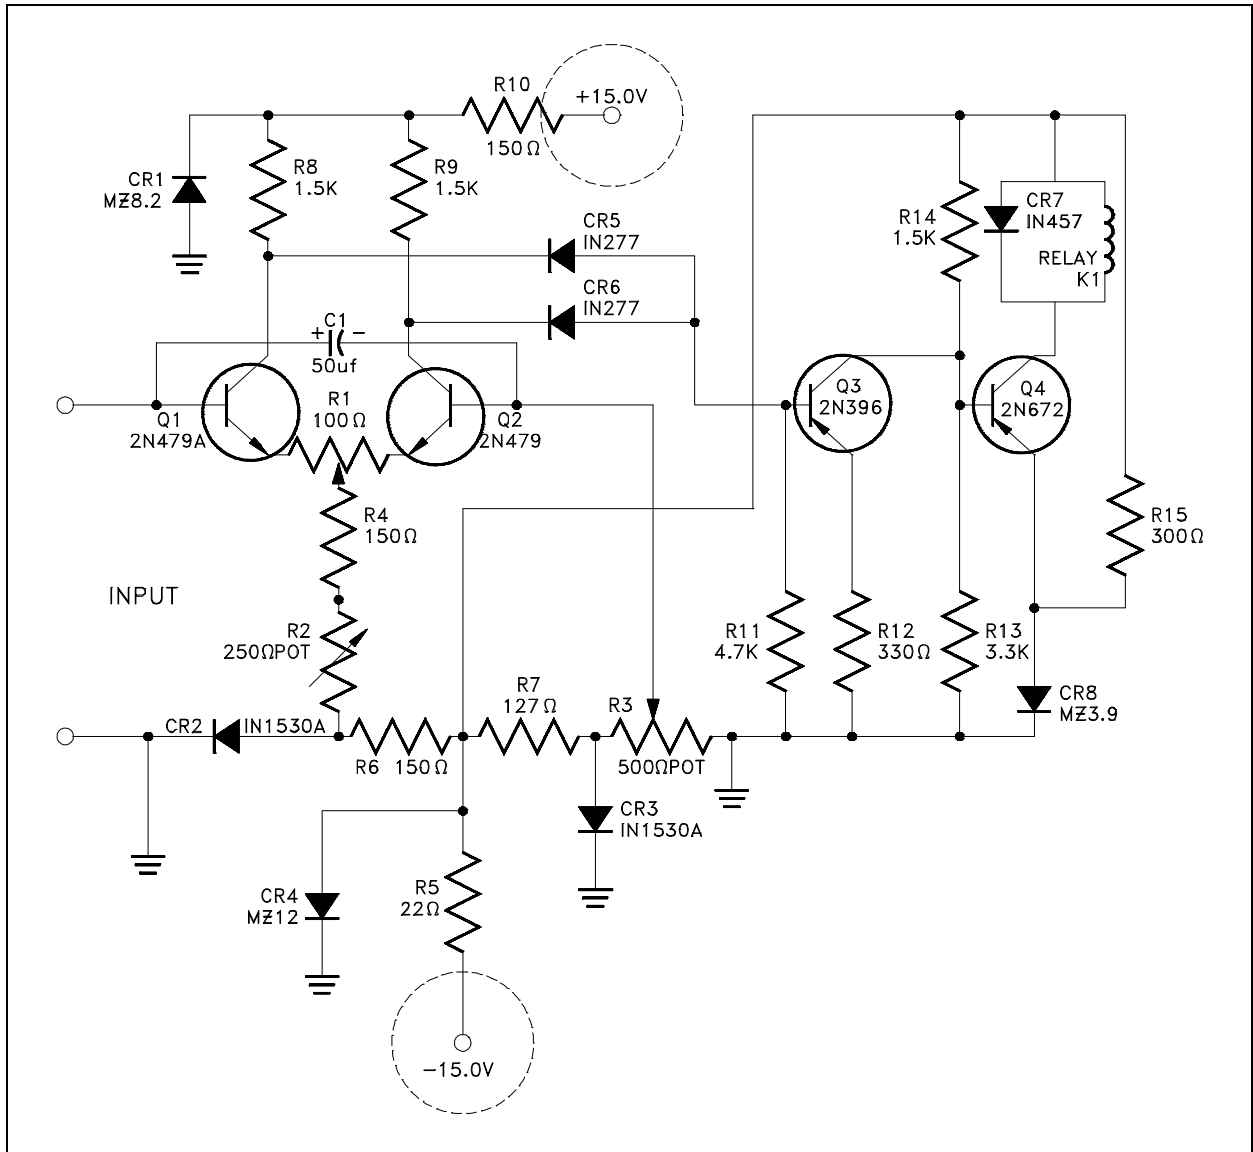 R10
+15.0V
150Ω
CR1
MZ8.2
R8
1.5K
R9
1.5K
CR5
IN277
CR6
IN277
R14
1.5K
CR7
IN457
RELAY
K1
+ C1 −
50uf
R1
100Ω
Q1
2N479A
Q2
2N479
Q3
2N396
Q4
2N672
R4
150Ω
R15
300Ω
INPUT
R2
250ΩPOT
R11
4.7K
R12
330Ω
R13
3.3K
R7
127Ω
R3
CR8
MZ3.9
CR2
IN1530A
R6 150Ω
500ΩPOT
CR3
IN1530A
CR4
MZ12
R5
22Ω
−15.0V